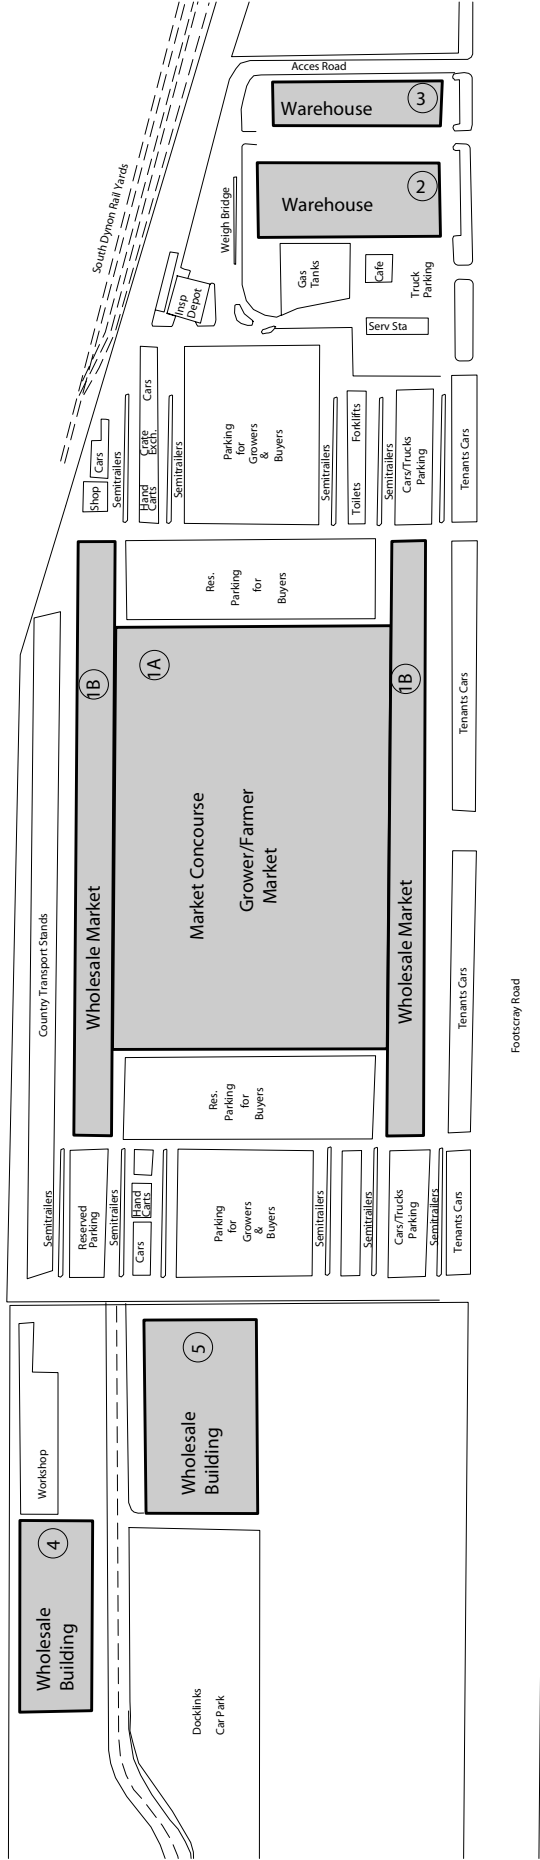 Acces Road
3
Warehouse
South Dynon Rail Yards
2
Warehouse
Weigh Bridge
Gas
Tanks
Cafe
Truck
Parking
Insp
Depot
Serv Sta
Cars
Crate
Exch.
Hand
Carts
Cars
Shop
Semitrailers
Semitrailers
Parking
for
Growers
&
Buyers
Semitrailers
Forklifts
Toilets
Semitrailers
Cars/Trucks
Parking
Tenants Cars
Res.
Parking
for
Buyers
1B
1A
1B
Tenants Cars
Market Concourse
Grower/Farmer
Market
Wholesale Market
Wholesale Market
Country Transport Stands
Tenants Cars
Footscray Road
Res.
Parking
for
Buyers
Semitrailers
Reserved
Parking
Semitrailers
Hand
Carts
Cars
Parking
for
Growers
&
Buyers
Semitrailers
Semitrailers
Cars/Trucks
Parking
Semitrailers
Tenants Cars
5
Wholesale
Building
Workshop
4
Wholesale
Building
Docklinks
Car Park